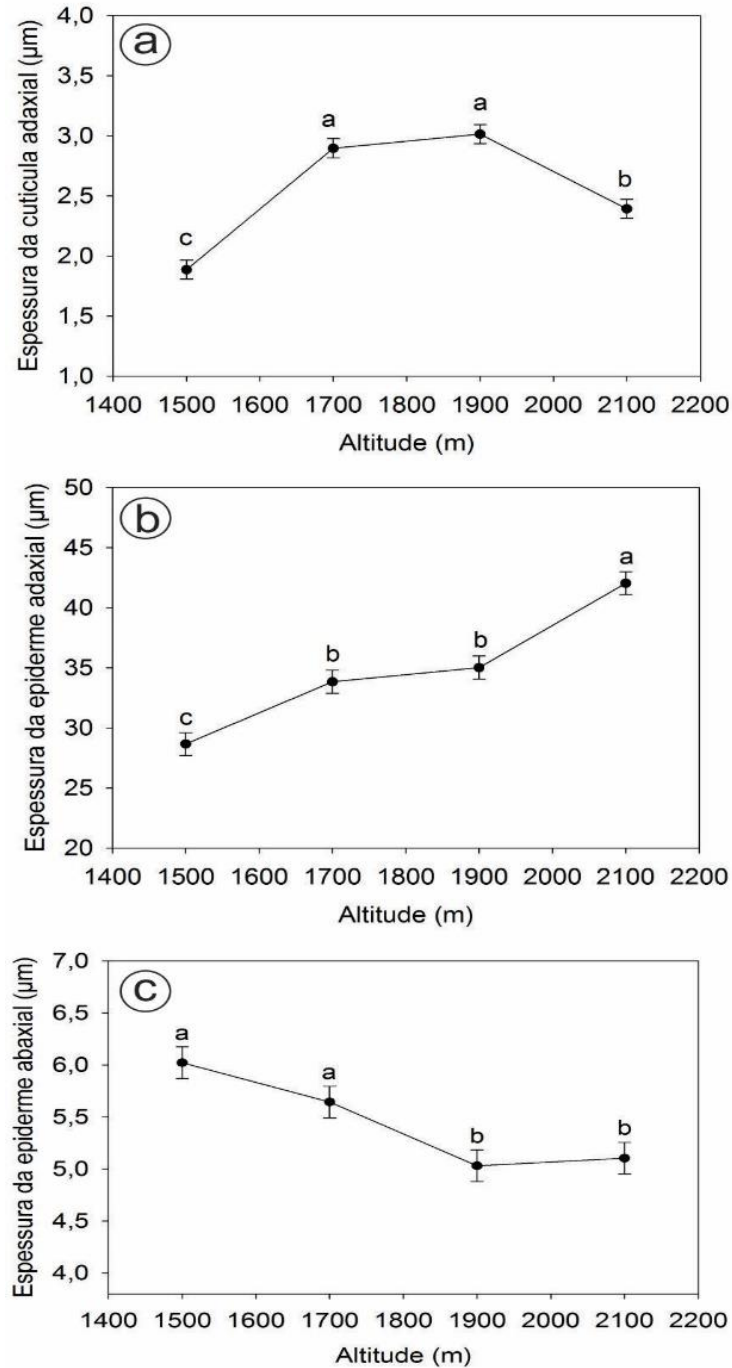 a
Espessura da cuticula adaxial (µm)
4,0
3,5
3,0
2,5
2,0
1,5
1,0
c
a
a
b
1400 1500 1600 1700 1800 1900 2000 2100 2200
Altitude (m)
b
Espessura da epiderme adaxial (µm)
50
45
40
35
30
25
20
c
b
b
a
1400 1500 1600 1700 1800 1900 2000 2100 2200
Altitude (m)
c
Espessura da epiderme abaxial (µm)
7,0
6,5
6,0
5,5
5,0
4,5
4,0
a
a
b
b
1400 1500 1600 1700 1800 1900 2000 2100 2200
Altitude (m)